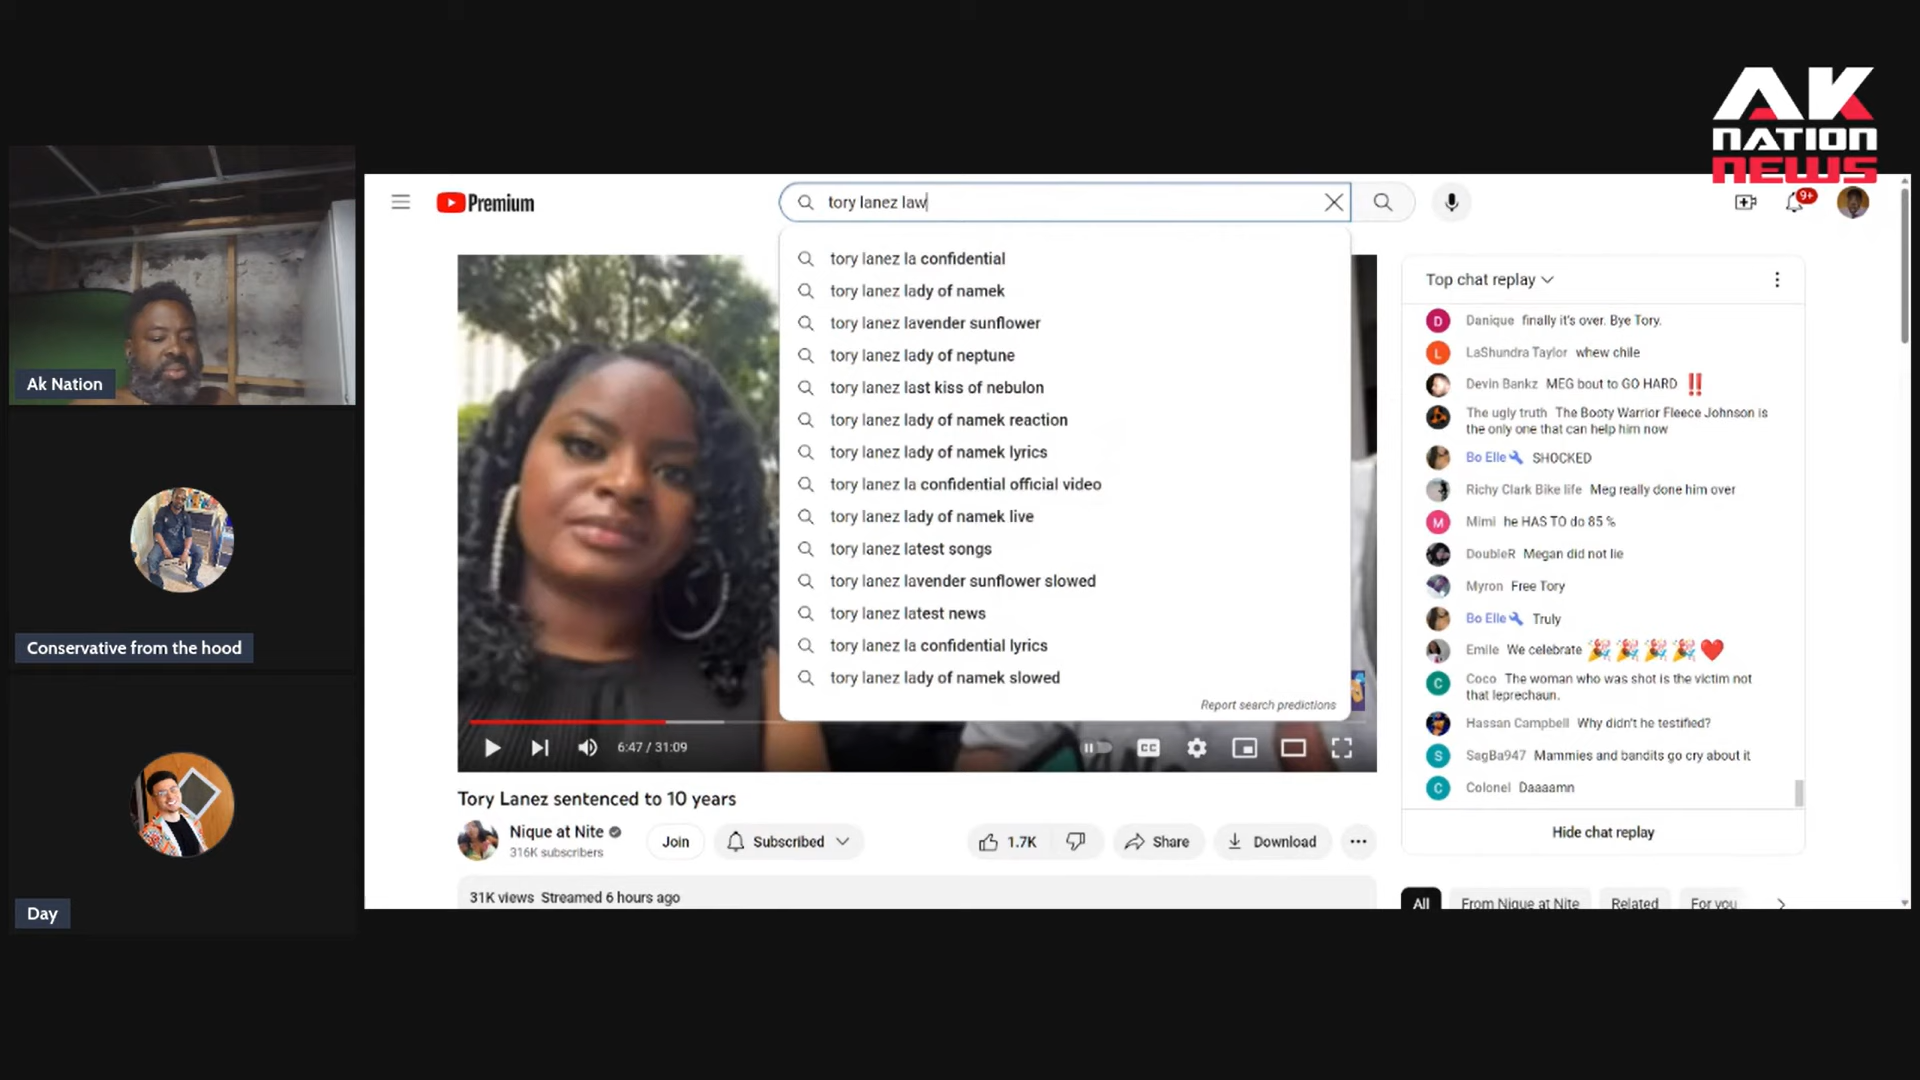 AK
NATION
NEWS
Premium
tory lanez law
9+
tory lanez la confidential
tory lanez lady of namek
tory lanez lavender sunflower
tory lanez lady of neptune
tory lanez last kiss of nebulon
tory lanez lady of namek reaction
tory lanez lady of namek lyrics
tory lanez la confidential official video
tory lanez lady of namek live
tory lanez latest songs
tory lanez lavender sunflower slowed
tory lanez latest news
tory lanez la confidential lyrics
tory lanez lady of namek slowed
Report search predictions
Ak Nation
Conservative from the hood
Day
6:47 / 31:09
CC
Tory Lanez sentenced to 10 years
Nique at Nite
316K subscribers
Join
Subscribed
1.7K
Share
Download
31K views Streamed 6 hours ago
Top chat replay
D Danique finally it's over. Bye Tory.
L LaShundra Taylor whew chile
Devin Bankz MEG bout to GO HARD ‼️
The ugly truth The Booty Warrior Fleece Johnson is
the only one that can help him now
Bo Elle SHOCKED
Richy Clark Bike life Meg really done him over
M Mimi he HAS TO do 85 %
DoubleR Megan did not lie
Myron Free Tory
Bo Elle Truly
Emile We celebrate 🎉🎉🎉🎉❤️
C Coco The woman who was shot is the victim not
that leprechaun.
Hassan Campbell Why didn't he testified?
S SagBa947 Mammies and bandits go cry about it
C Colonel Daaaamn
Hide chat replay
All From Nique at Nite Related For you